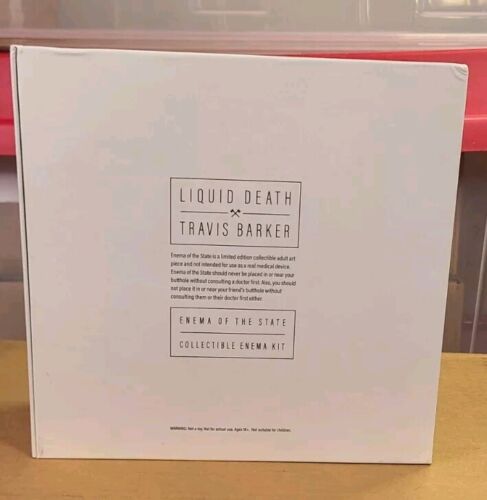 LIQUID DEATH
TRAVIS BARKER
Enema of the State is a limited edition collectible adult art
piece and not intended for use as a real medical device.
Enema of the State should never be placed in or near your
butthole without consulting a doctor first. Also, you should
not place it in or near your friend's butthole without
consulting them or their doctor first either.
ENEMA OF THE STATE
COLLECTIBLE ENEMA KIT
WARNING: Not a toy. Not for actual use. Ages 18+. Not suitable for children.